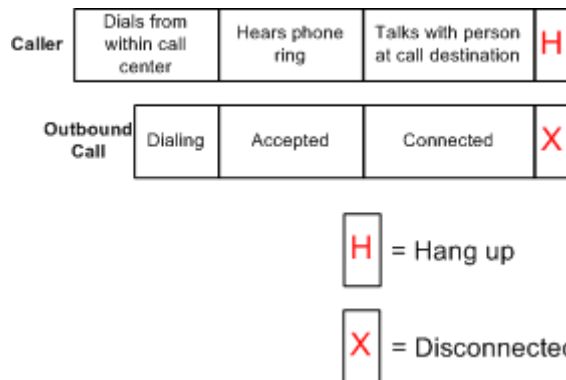 Caller
Dials from
within call
center
Hears phone
ring
Talks with person
at call destination
H
Outbound
Call
Dialing
Accepted
Connected
X
H = Hang up
X = Disconnected